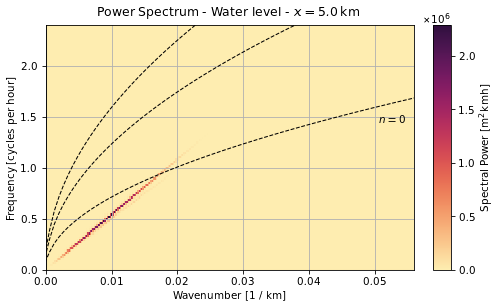 Power Spectrum - Water level - x = 5.0 km
×10⁶
Frequency [cycles per hour]
2.0
1.5
1.0
0.5
0.0
n = 0
0.00 0.01 0.02 0.03 0.04 0.05
Wavenumber [1 / km]
2.0
1.5
1.0
0.5
0.0
Spectral Power [m² kmh]